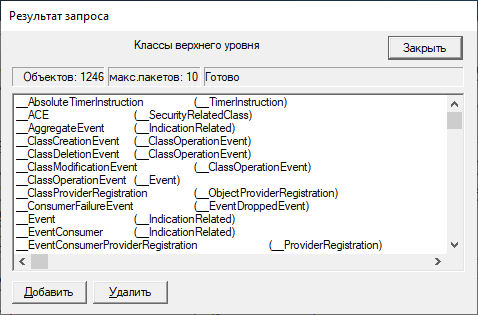 Результат запроса
Классы верхнего уровня
Закрыть
Объектов: 1246 макс.пакетов: 10 Готово
__AbsoluteTimerInstruction (__TimerInstruction)
__ACE (__SecurityRelatedClass)
__AggregateEvent (__IndicationRelated)
__ClassCreationEvent (__ClassOperationEvent)
__ClassDeletionEvent (__ClassOperationEvent)
__ClassModificationEvent (__ClassOperationEvent)
__ClassOperationEvent (__Event)
__ClassProviderRegistration (__ObjectProviderRegistration)
__ConsumerFailureEvent (__EventDroppedEvent)
__Event (__IndicationRelated)
__EventConsumer (__IndicationRelated)
__EventConsumerProviderRegistration (__ProviderRegistration)
Добавить Удалить